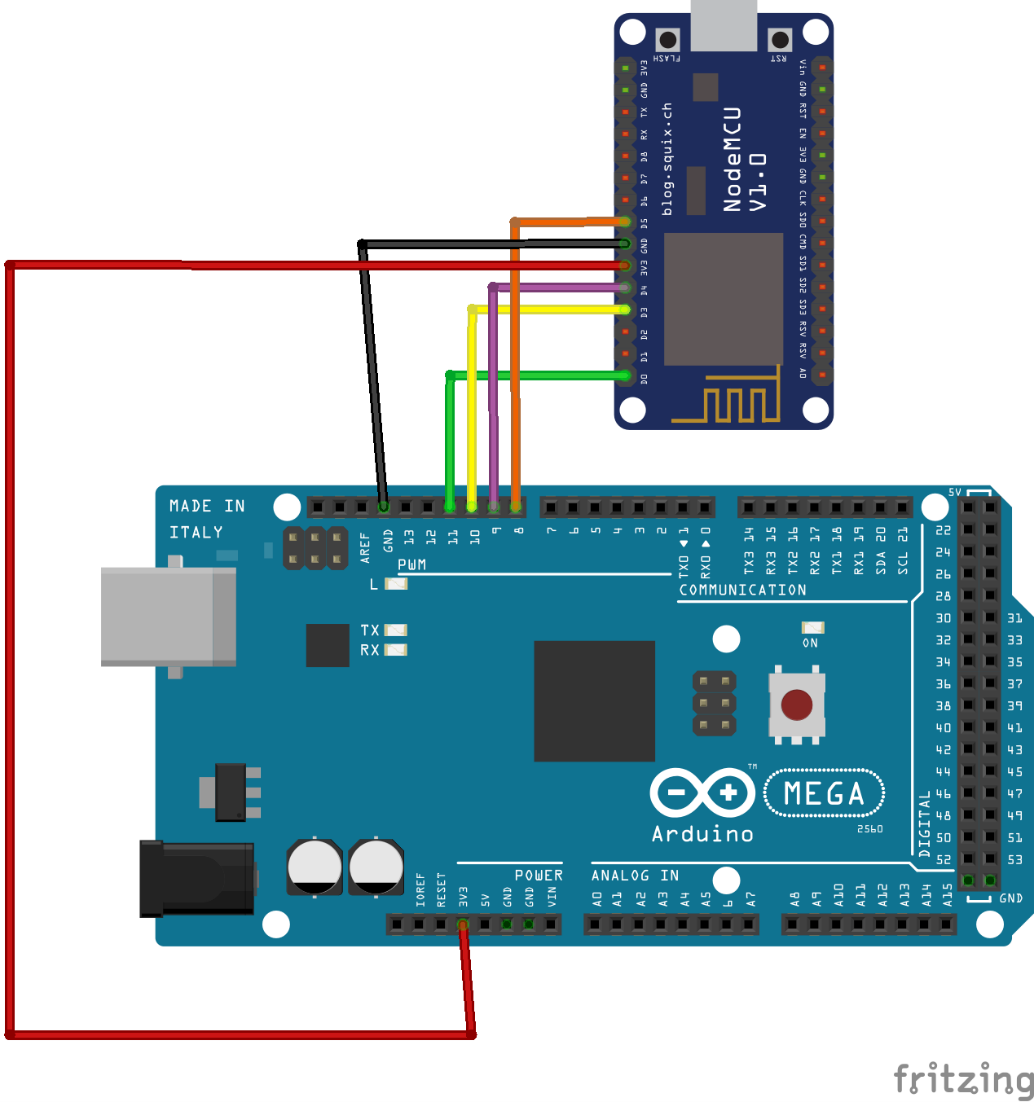 FLASH
RST
3V3
GND
TX
RX
D8
D7
D6
D5
GND
3V3
D4
D3
D2
D1
D0
blog.squix.ch
NodeMCU
V1.0
Vin
GND
RST
EN
3V3
GND
CLK
SD0
CMD
SD1
SD2
SD3
RSV
RSV
A0
MADE IN
ITALY
AREF
GND
13
12
11
10
9
8
7
6
5
4
3
2
TX0 ▶ 1
RX0 ◀ 0
TX3 14
RX3 15
TX2 16
RX2 17
TX1 18
RX1 19
SDA 20
SCL 21
PWM
COMMUNICATION
L
TX
RX
ON
5V
22
24
26
28
30 31
32 33
34 35
36 37
38 39
40 41
42 43
44 45
46 47
48 49
50 51
52 53
GND
DIGITAL
TM
MEGA
2560
Arduino
POWER
ANALOG IN
IOREF
RESET
3V3
5V
GND
GND
VIN
A0
A1
A2
A3
A4
A5
6
A7
A8
A9
A10
A11
A12
A13
A14
A15
fritzing